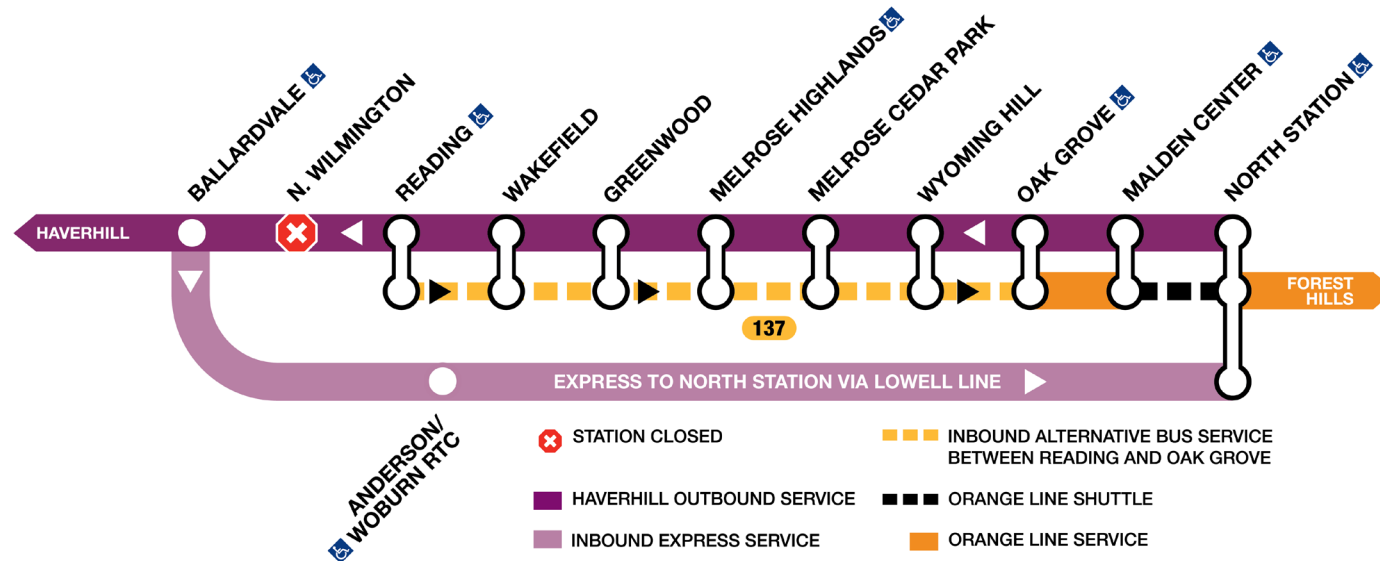 BALLARDVALE
N. WILMINGTON
READING
WAKEFIELD
GREENWOOD
MELROSE HIGHLANDS
MELROSE CEDAR PARK
WYOMING HILL
OAK GROVE
MALDEN CENTER
NORTH STATION
HAVERHILL
FOREST
HILLS
137
EXPRESS TO NORTH STATION VIA LOWELL LINE
ANDERSON/
WOBURN RTC
STATION CLOSED
HAVERHILL OUTBOUND SERVICE
INBOUND EXPRESS SERVICE
INBOUND ALTERNATIVE BUS SERVICE
BETWEEN READING AND OAK GROVE
ORANGE LINE SHUTTLE
ORANGE LINE SERVICE